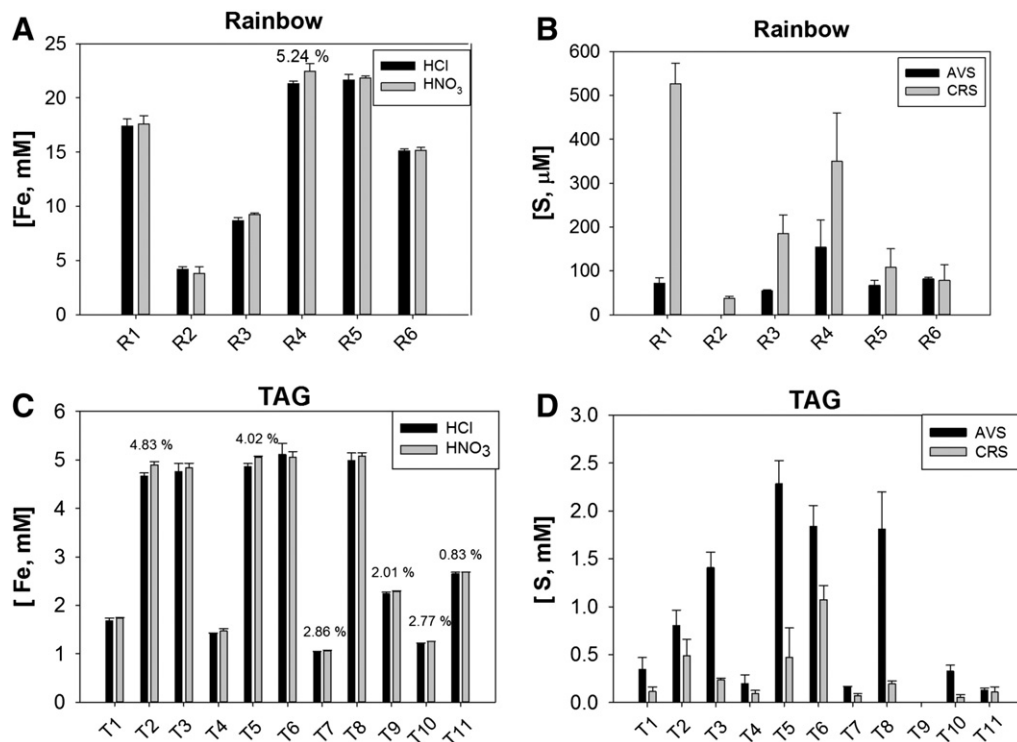 A
Rainbow
[Fe, mM]
25
20
15
10
5
0
5.24 %
HCl
HNO3
R1 R2 R3 R4 R5 R6
B
Rainbow
[S, μM]
600
500
400
300
200
100
0
AVS
CRS
R1 R2 R3 R4 R5 R6
C
TAG
[ Fe, mM]
6
5
4
3
2
1
0
4.83 %
4.02 %
2.86 %
2.01 %
2.77 %
0.83 %
HCl
HNO3
T1 T2 T3 T4 T5 T6 T7 T8 T9 T10 T11
D
TAG
[ S, mM]
3.0
2.5
2.0
1.5
1.0
0.5
0.0
AVS
CRS
T1 T2 T3 T4 T5 T6 T7 T8 T9 T10 T11